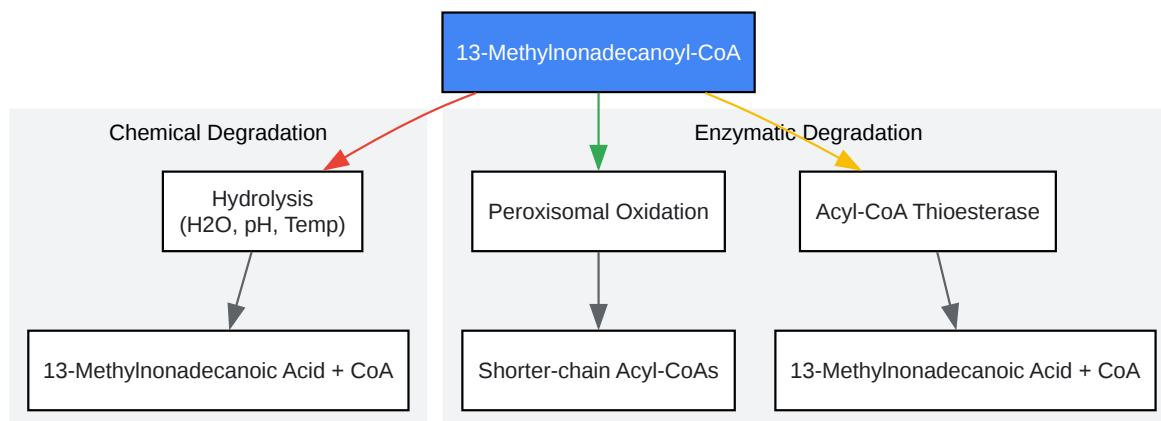 13-Methylnonadecanoyl-CoA
Chemical Degradation
Enzymatic Degradation
Hydrolysis
(H2O, pH, Temp)
Peroxisomal Oxidation
Acyl-CoA Thioesterase
13-Methylnonadecanoic Acid + CoA
Shorter-chain Acyl-CoAs
13-Methylnonadecanoic Acid + CoA